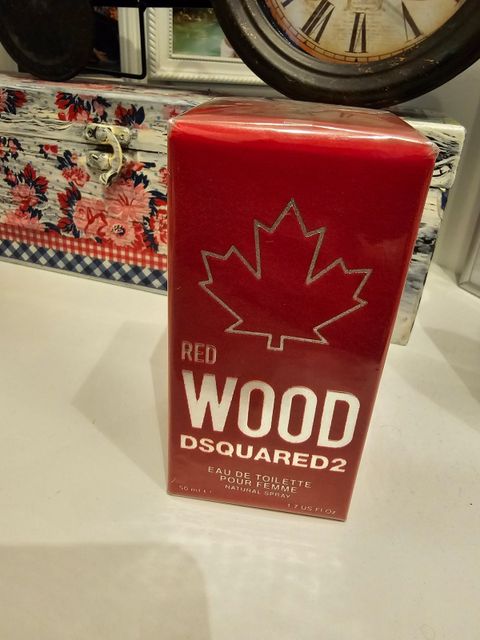 RED
WOOD
DSQUARED2
EAU DE TOILETTE
POUR FEMME
NATURAL SPRAY
50 ml e 1.7 US Fl Oz